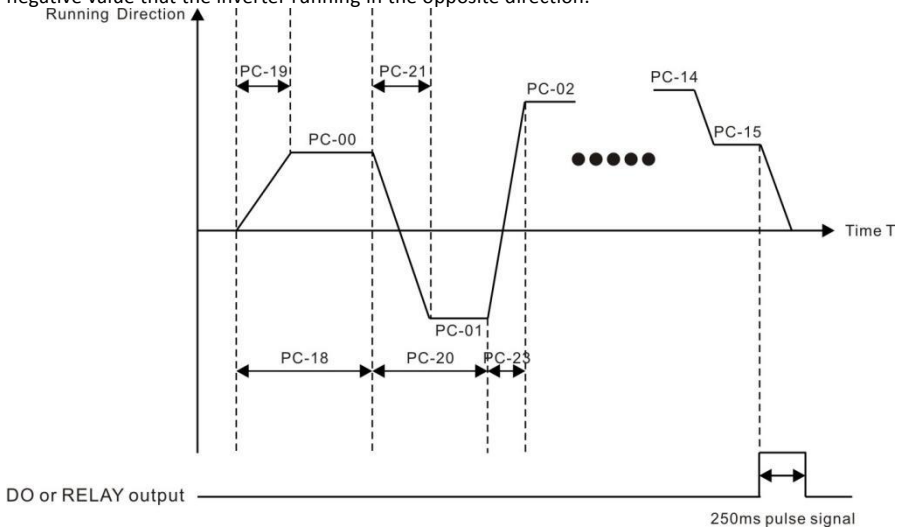 negative value that the inverter running in the opposite direction.
Running Direction
PC-19
PC-21
PC-14
PC-02
PC-00
PC-15
Time T
PC-01
PC-18
PC-20
PC-23
DO or RELAY output
250ms pulse signal